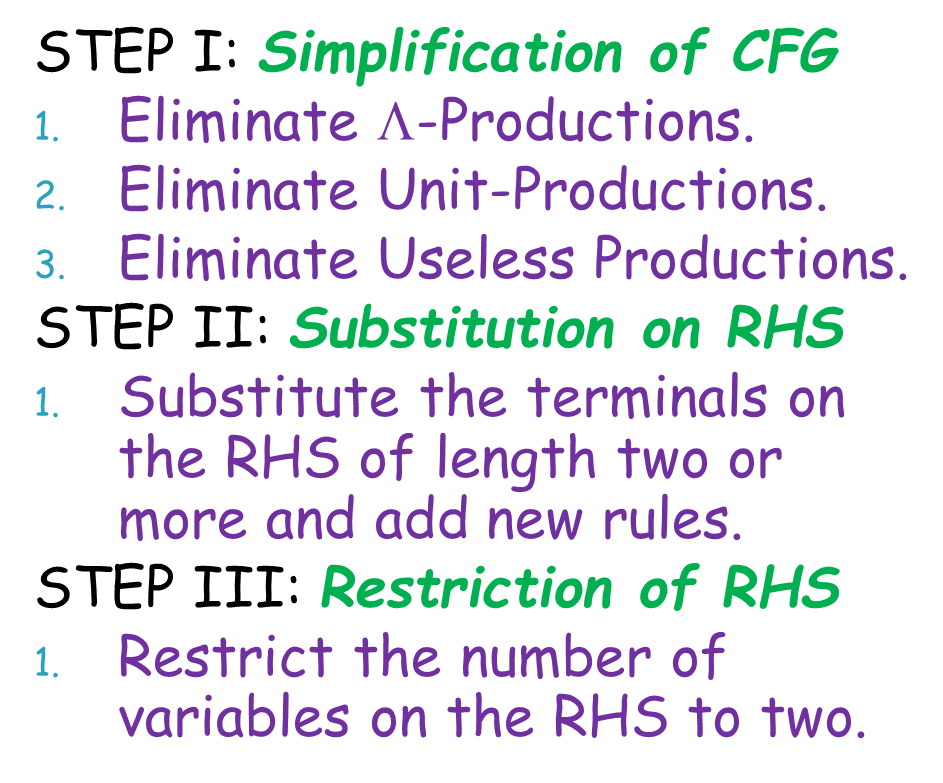 STEP I: Simplification of CFG
1. Eliminate Λ-Productions.
2. Eliminate Unit-Productions.
3. Eliminate Useless Productions.
STEP II: Substitution on RHS
1. Substitute the terminals on
the RHS of length two or
more and add new rules.
STEP III: Restriction of RHS
1. Restrict the number of
variables on the RHS to two.